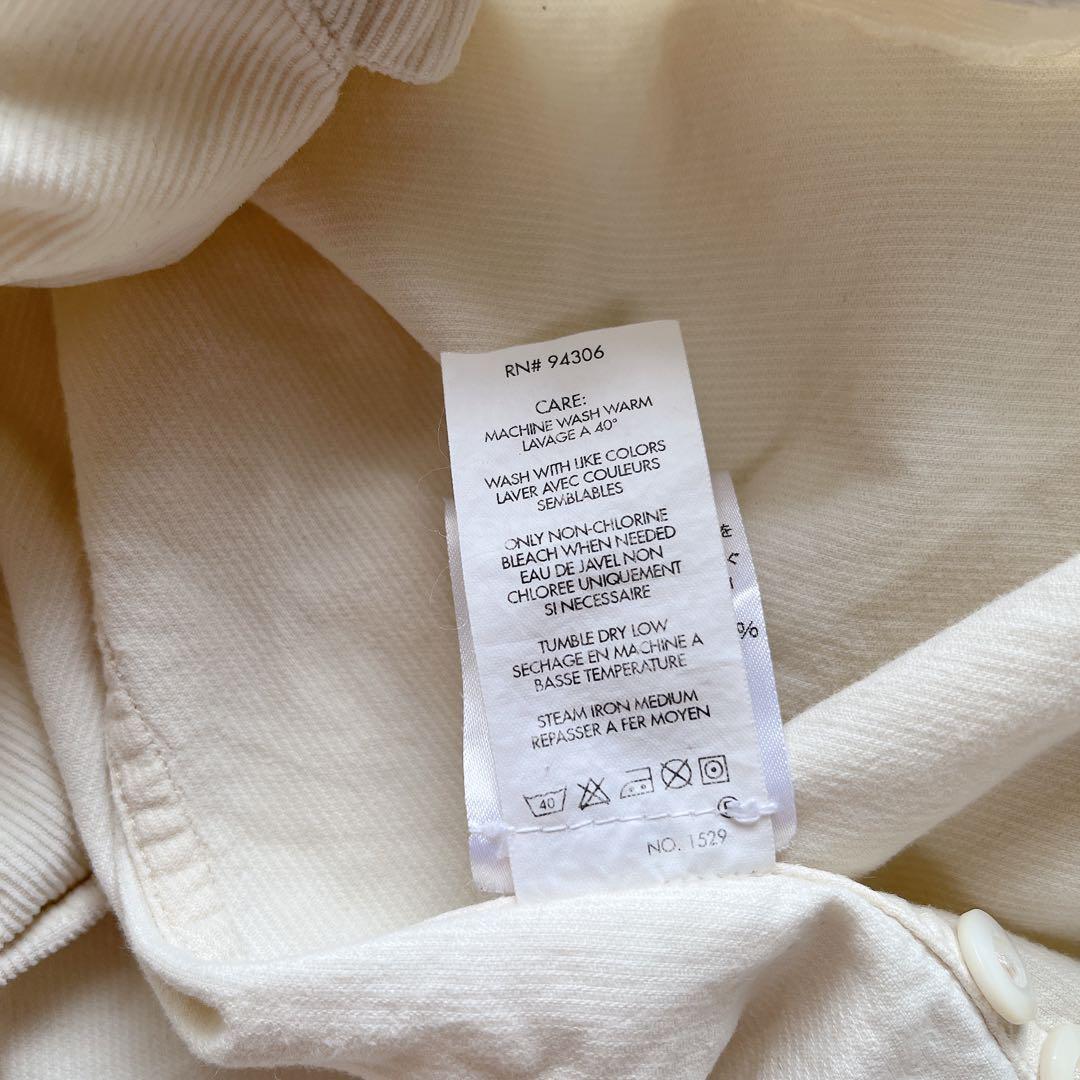 RN# 94306
CARE:
MACHINE WASH WARM
LAVAGE A 40°
WASH WITH LIKE COLORS
LAVER AVEC COULEURS
SEMBLABLES
ONLY NON-CHLORINE
BLEACH WHEN NEEDED
EAU DE JAVEL NON
CHLOREE UNIQUEMENT
SI NECESSAIRE
TUMBLE DRY LOW
SECHAGE EN MACHINE A
BASSE TEMPERATURE
STEAM IRON MEDIUM
REPASSER A FER MOYEN
40
NO. 1529
%